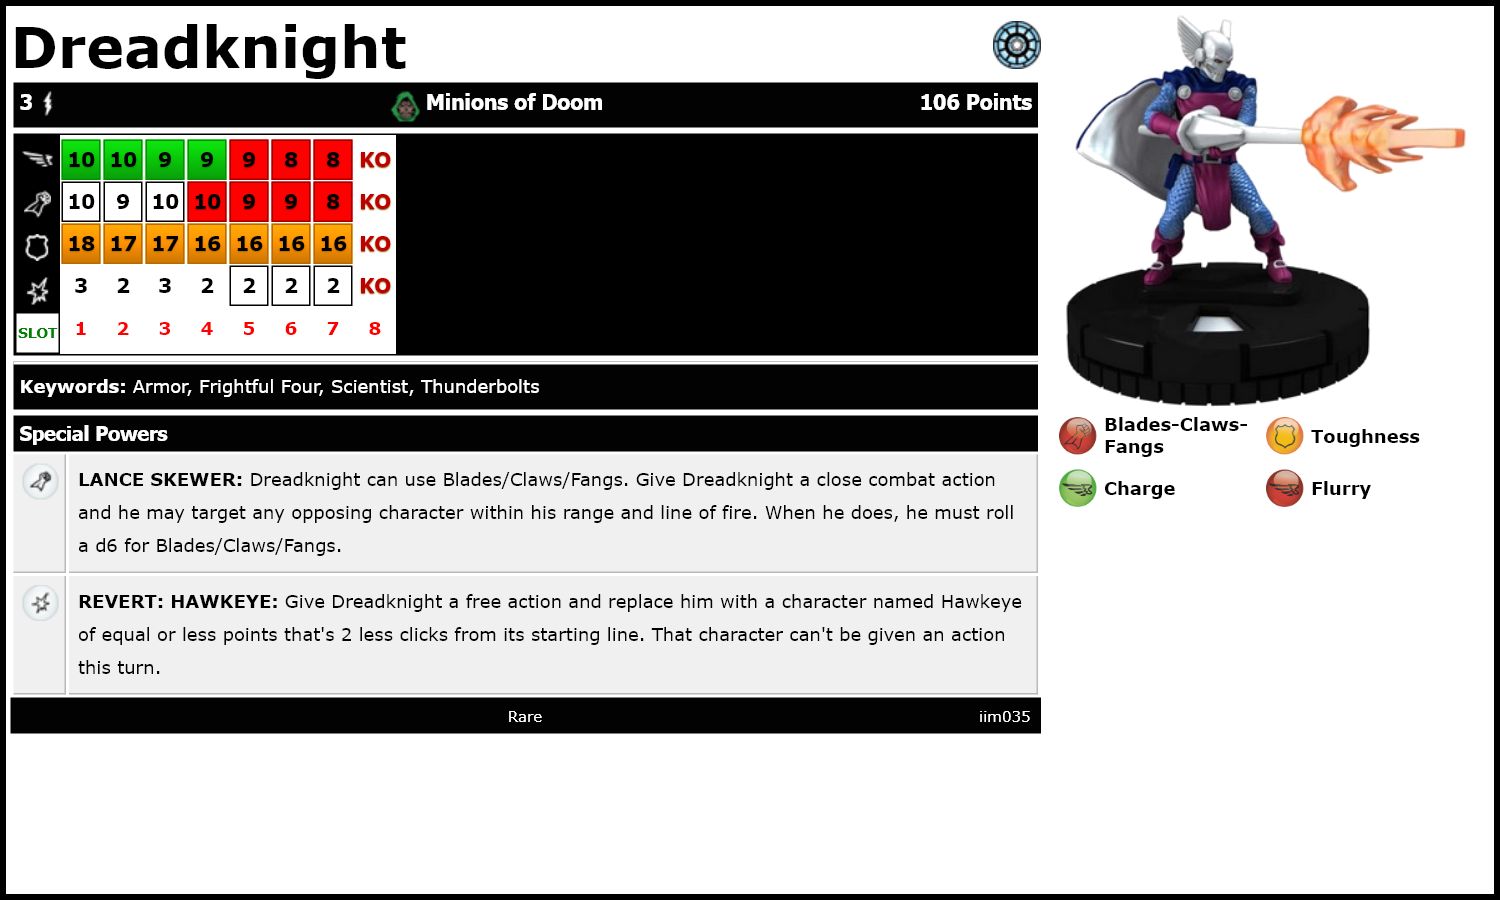 Dreadknight
3 Minions of Doom 106 Points
10 10 9 9 9 8 8 KO
10 9 10 10 9 9 8 KO
18 17 17 16 16 16 16 KO
3 2 3 2 2 2 2 KO
SLOT 1 2 3 4 5 6 7 8
Keywords: Armor, Frightful Four, Scientist, Thunderbolts
Special Powers
LANCE SKEWER: Dreadknight can use Blades/Claws/Fangs. Give Dreadknight a close combat action
and he may target any opposing character within his range and line of fire. When he does, he must roll
a d6 for Blades/Claws/Fangs.
REVERT: HAWKEYE: Give Dreadknight a free action and replace him with a character named Hawkeye
of equal or less points that's 2 less clicks from its starting line. That character can't be given an action
this turn.
Rare iim035
Blades-Claws-
Fangs
Toughness
Charge
Flurry